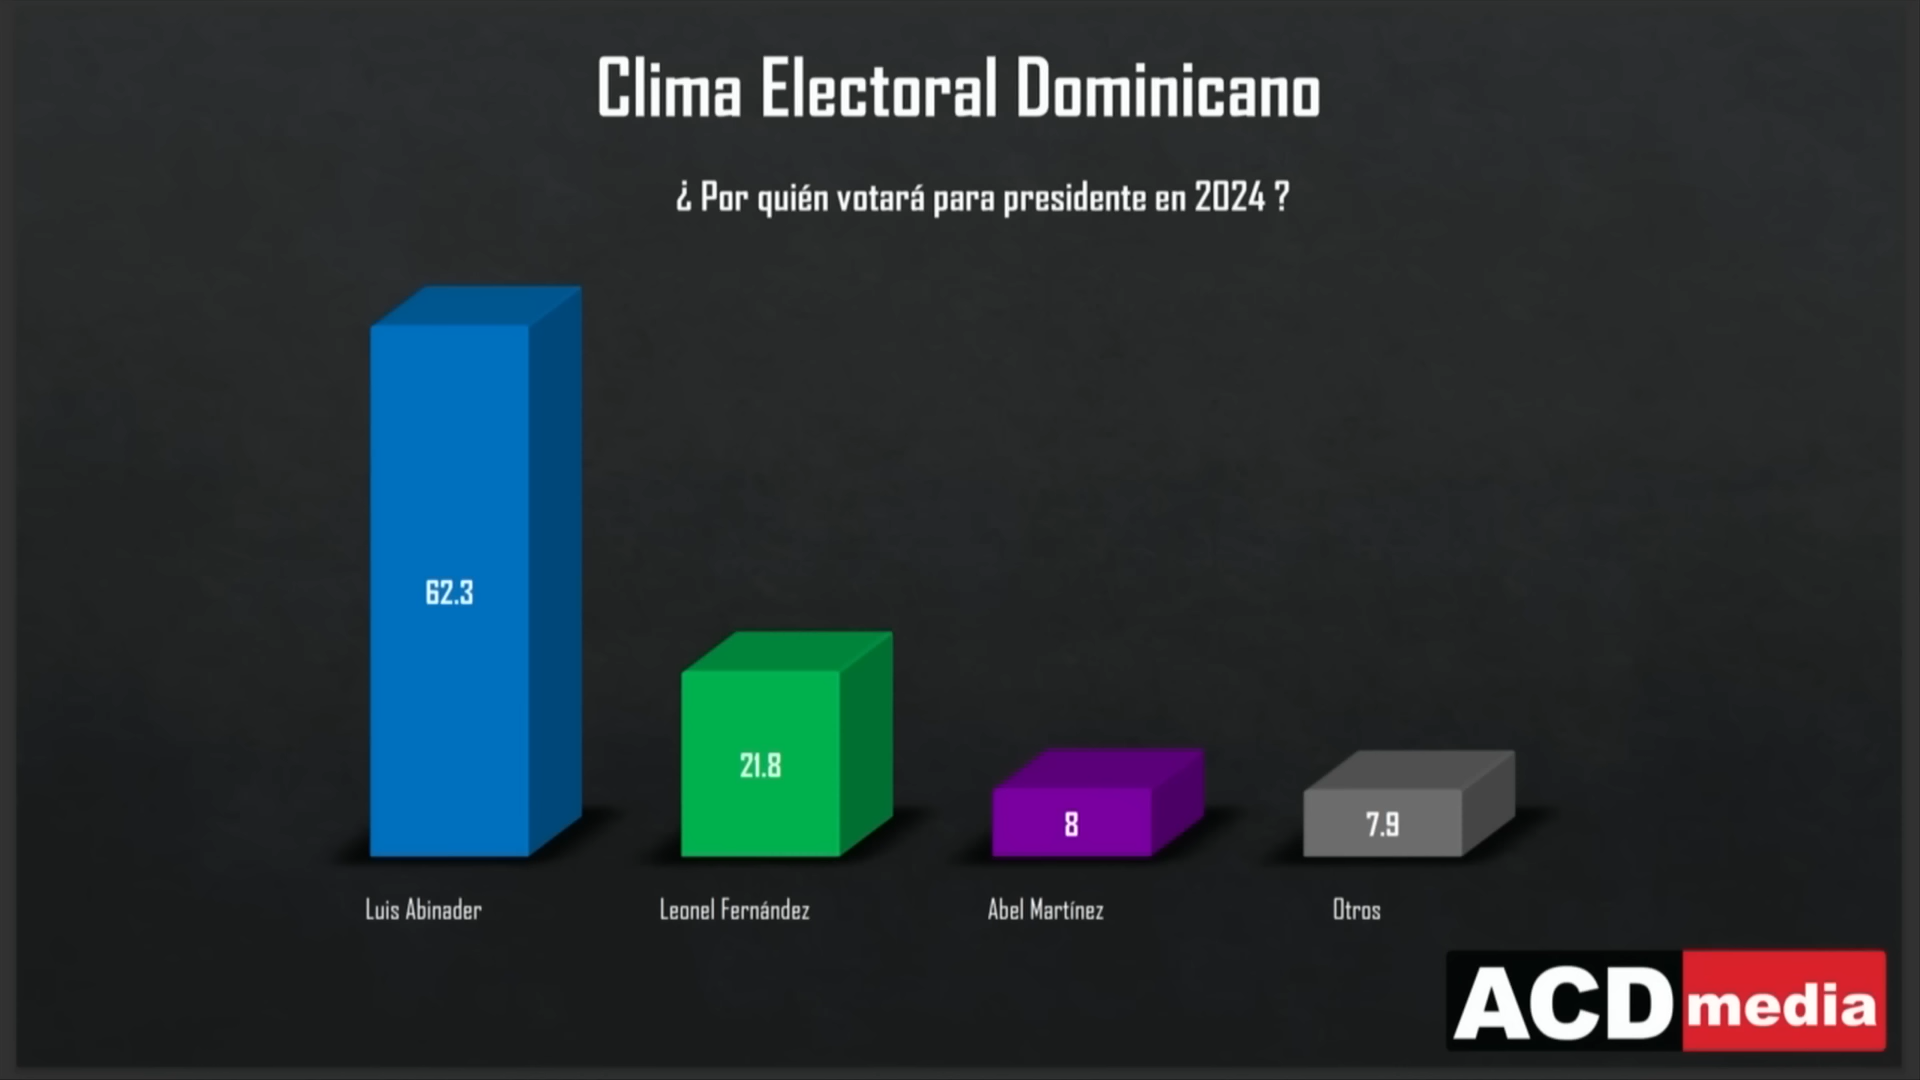 Clima Electoral Dominicano
¿ Por quién votará para presidente en 2024 ?
62.3
21.8
8
7.9
Luis Abinader
Leonel Fernández
Abel Martínez
Otros
ACD media